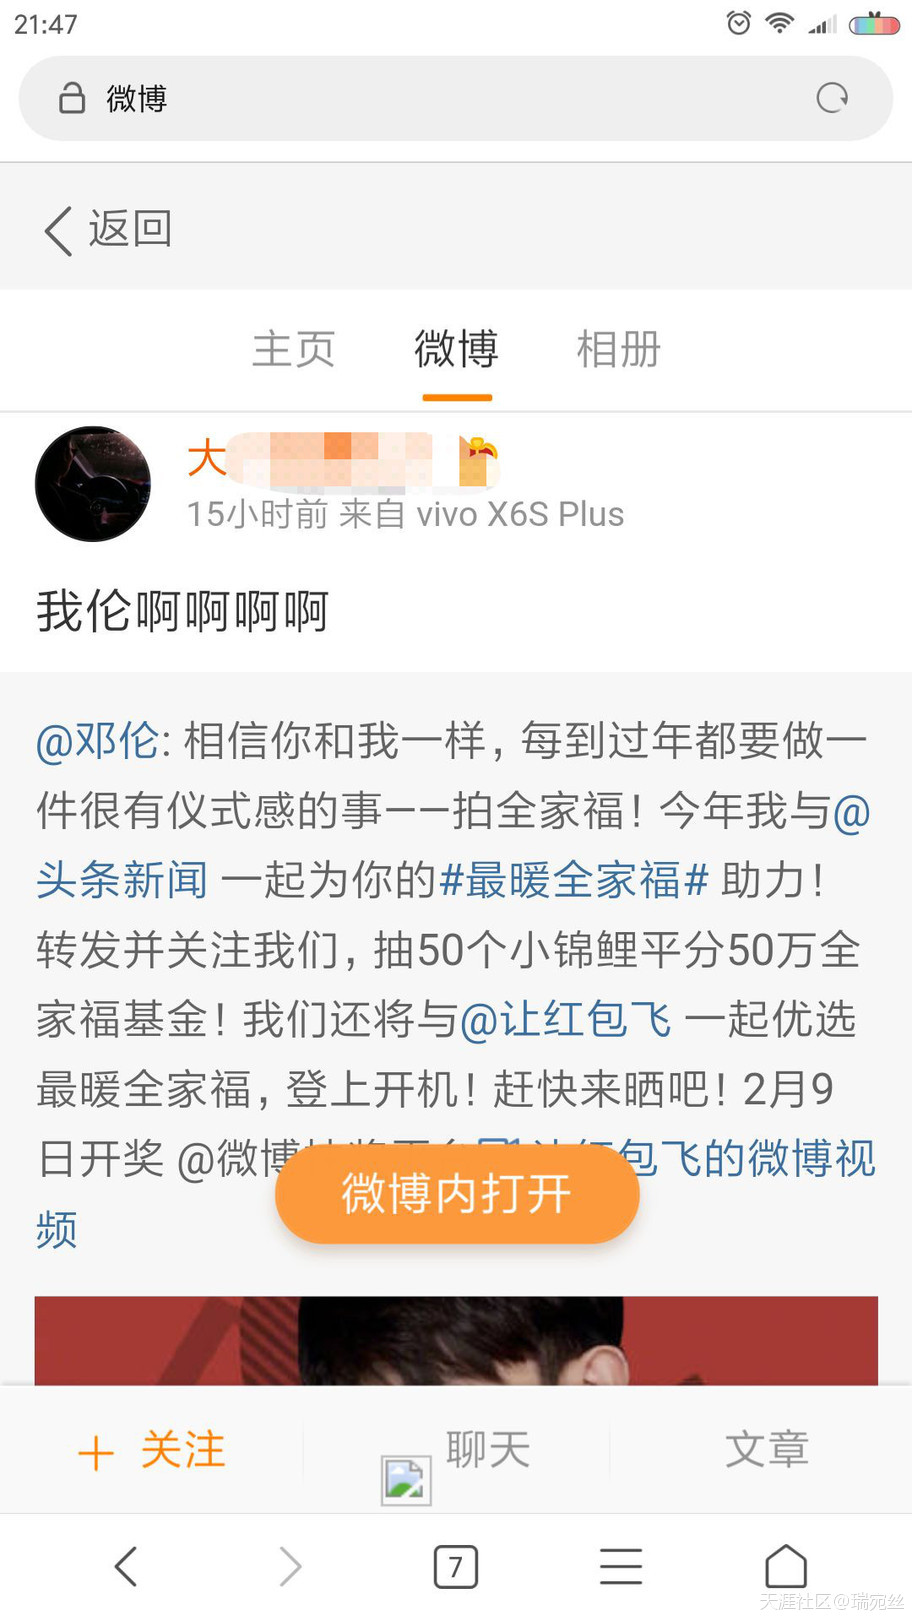 21:47
微博
返回
主页 微博 相册
大
15小时前 来自 vivo X6S Plus
我伦啊啊啊啊
@邓伦: 相信你和我一样，每到过年都要做一
件很有仪式感的事——拍全家福！今年我与@
头条新闻 一起为你的#最暖全家福# 助力！
转发并关注我们，抽50个小锦鲤平分50万全
家福基金！我们还将与@让红包飞 一起优选
最暖全家福，登上开机！赶快来晒吧！2月9
日开奖 @微博 包飞的微博视
频
微博内打开
＋ 关注 聊天 文章
7
天涯社区@瑞宛丝